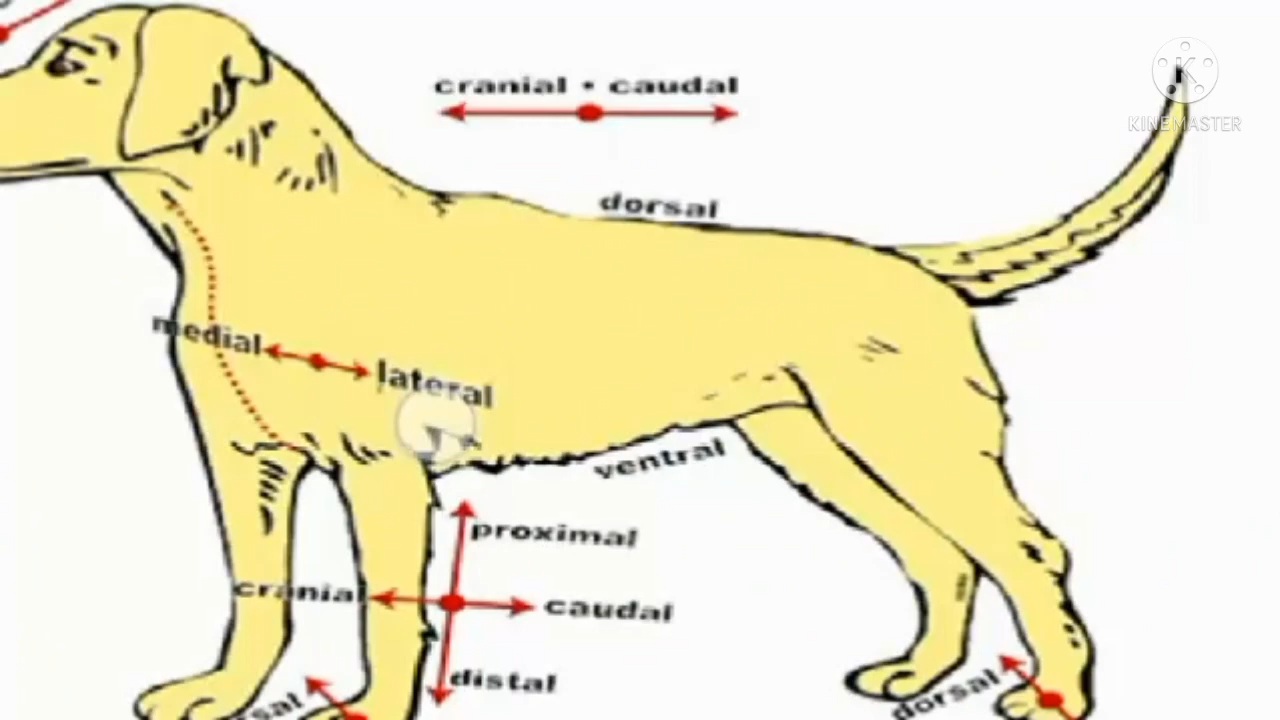 cranial • caudal
KINEMASTER
dorsal
medial
lateral
ventral
proximal
cranial
caudal
distal
dorsal